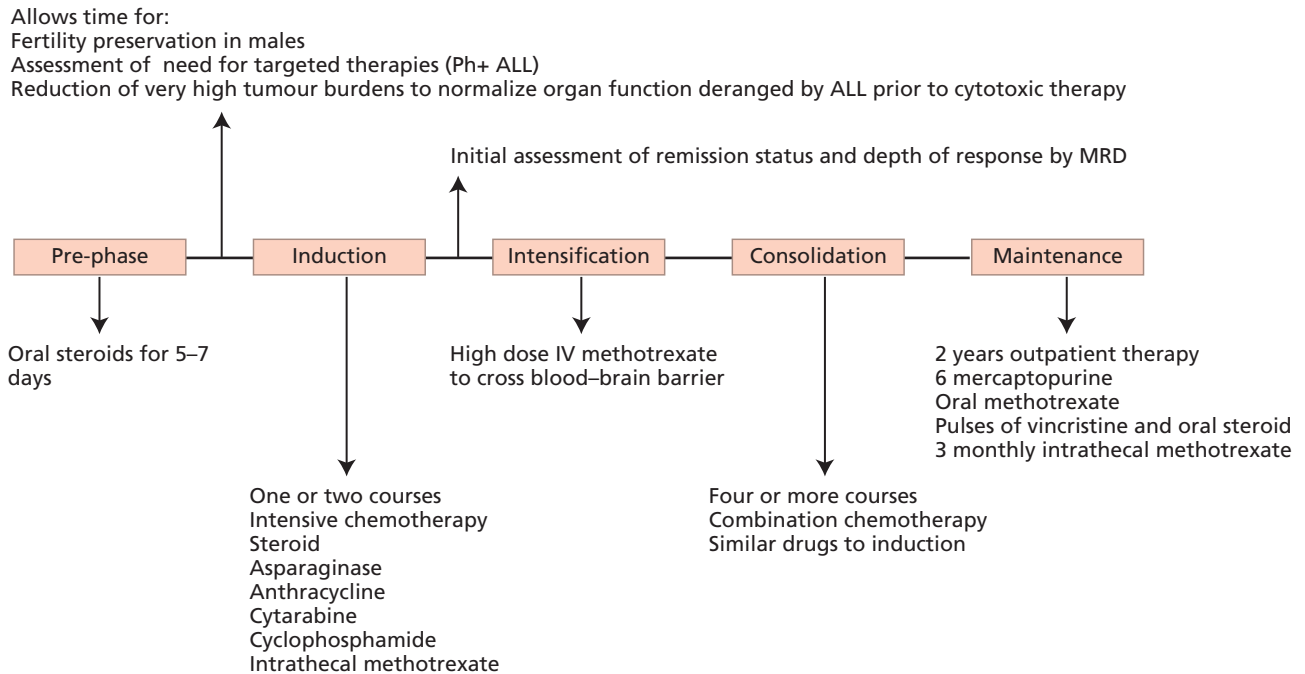 Allows time for:
Fertility preservation in males
Assessment of need for targeted therapies (Ph+ ALL)
Reduction of very high tumour burdens to normalize organ function deranged by ALL prior to cytotoxic therapy
Initial assessment of remission status and depth of response by MRD
Pre-phase
Induction
Intensification
Consolidation
Maintenance
Oral steroids for 5–7
days
High dose IV methotrexate
to cross blood–brain barrier
2 years outpatient therapy
6 mercaptopurine
Oral methotrexate
Pulses of vincristine and oral steroid
3 monthly intrathecal methotrexate
One or two courses
Intensive chemotherapy
Steroid
Asparaginase
Anthracycline
Cytarabine
Cyclophosphamide
Intrathecal methotrexate
Four or more courses
Combination chemotherapy
Similar drugs to induction